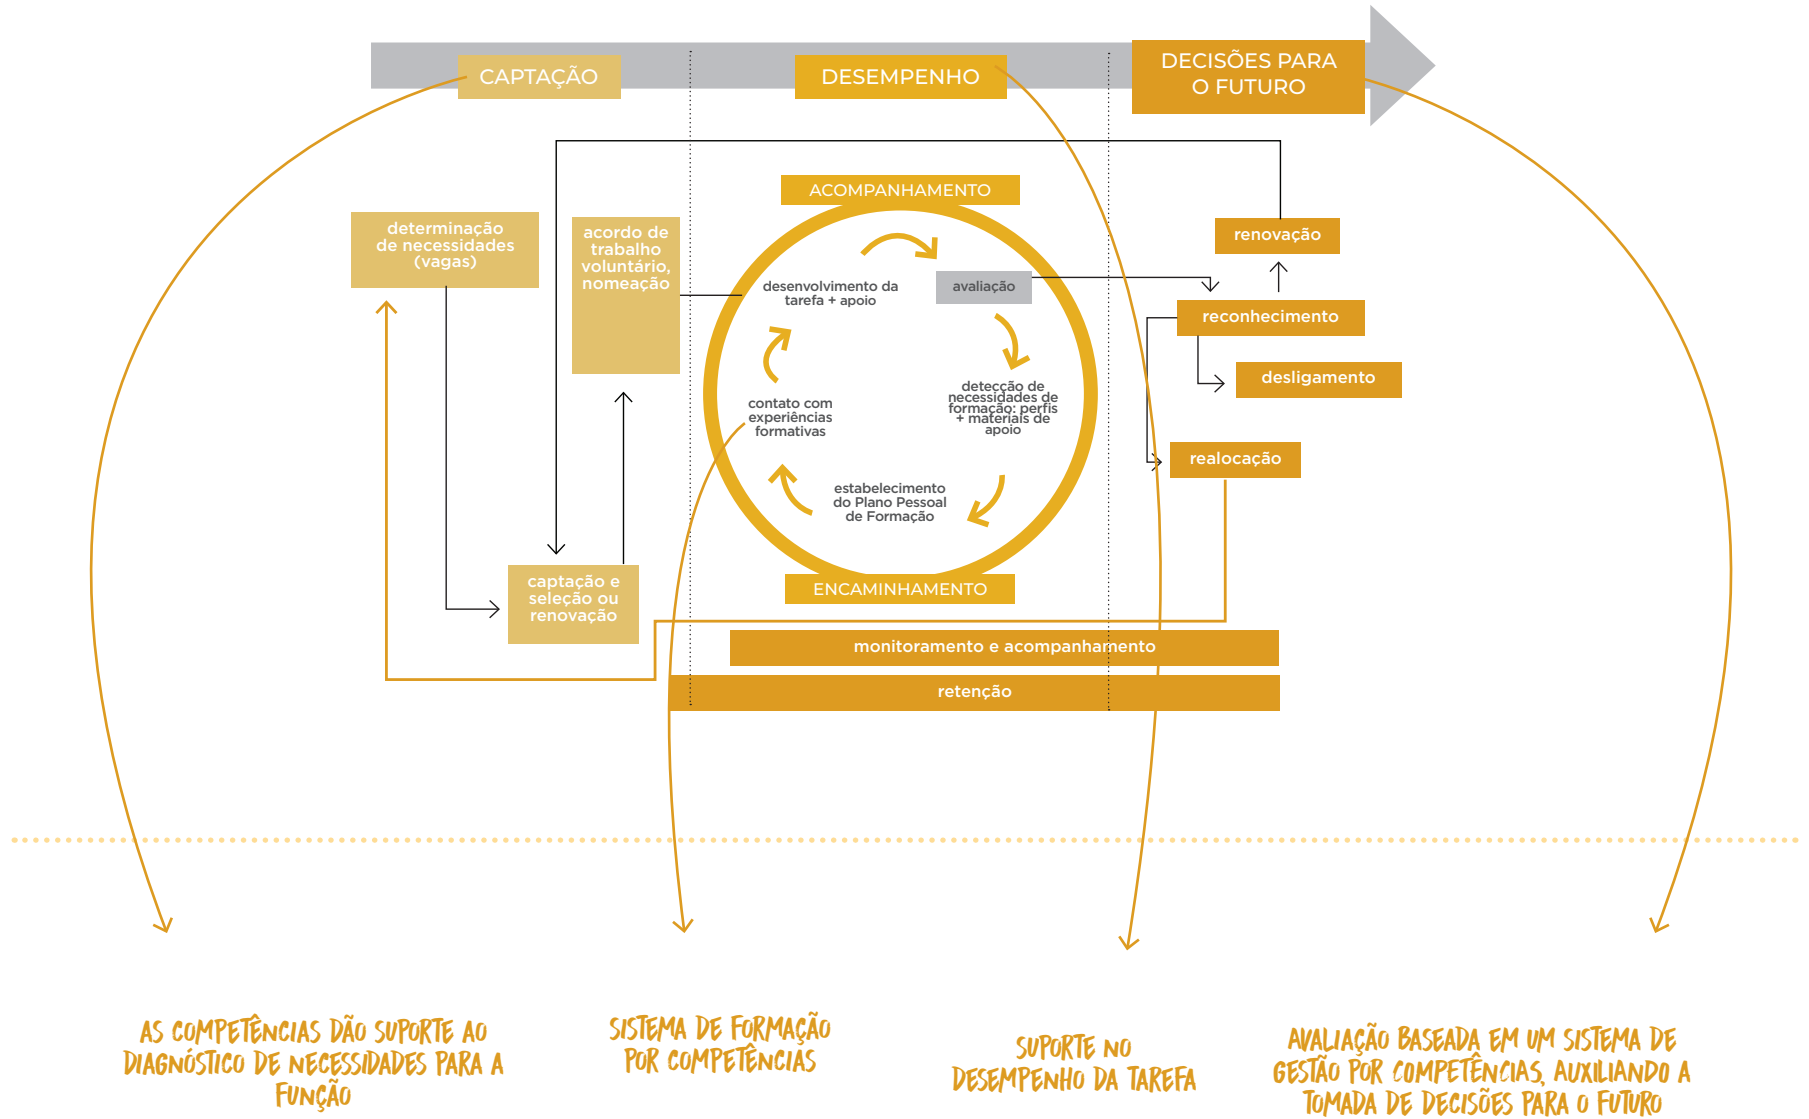 CAPTAÇÃO
DESEMPENHO
DECISÕES PARA
O FUTURO
ACOMPANHAMENTO
determinação
de necessidades
(vagas)
acordo de
trabalho
voluntário,
nomeação
renovação
desenvolvimento da
tarefa + apoio
avaliação
reconhecimento
desligamento
detecção de
necessidades de
formação: perfis
+ materiais de
apoio
contato com
experiências
formativas
realocação
estabelecimento
do Plano Pessoal
de Formação
captação e
seleção ou
renovação
ENCAMINHAMENTO
monitoramento e acompanhamento
retenção
AS COMPETÊNCIAS DÃO SUPORTE AO
DIAGNÓSTICO DE NECESSIDADES PARA A
FUNÇÃO
SISTEMA DE FORMAÇÃO
POR COMPETÊNCIAS
SUPORTE NO
DESEMPENHO DA TAREFA
AVALIAÇÃO BASEADA EM UM SISTEMA DE
GESTÃO POR COMPETÊNCIAS, AUXILIANDO A
TOMADA DE DECISÕES PARA O FUTURO